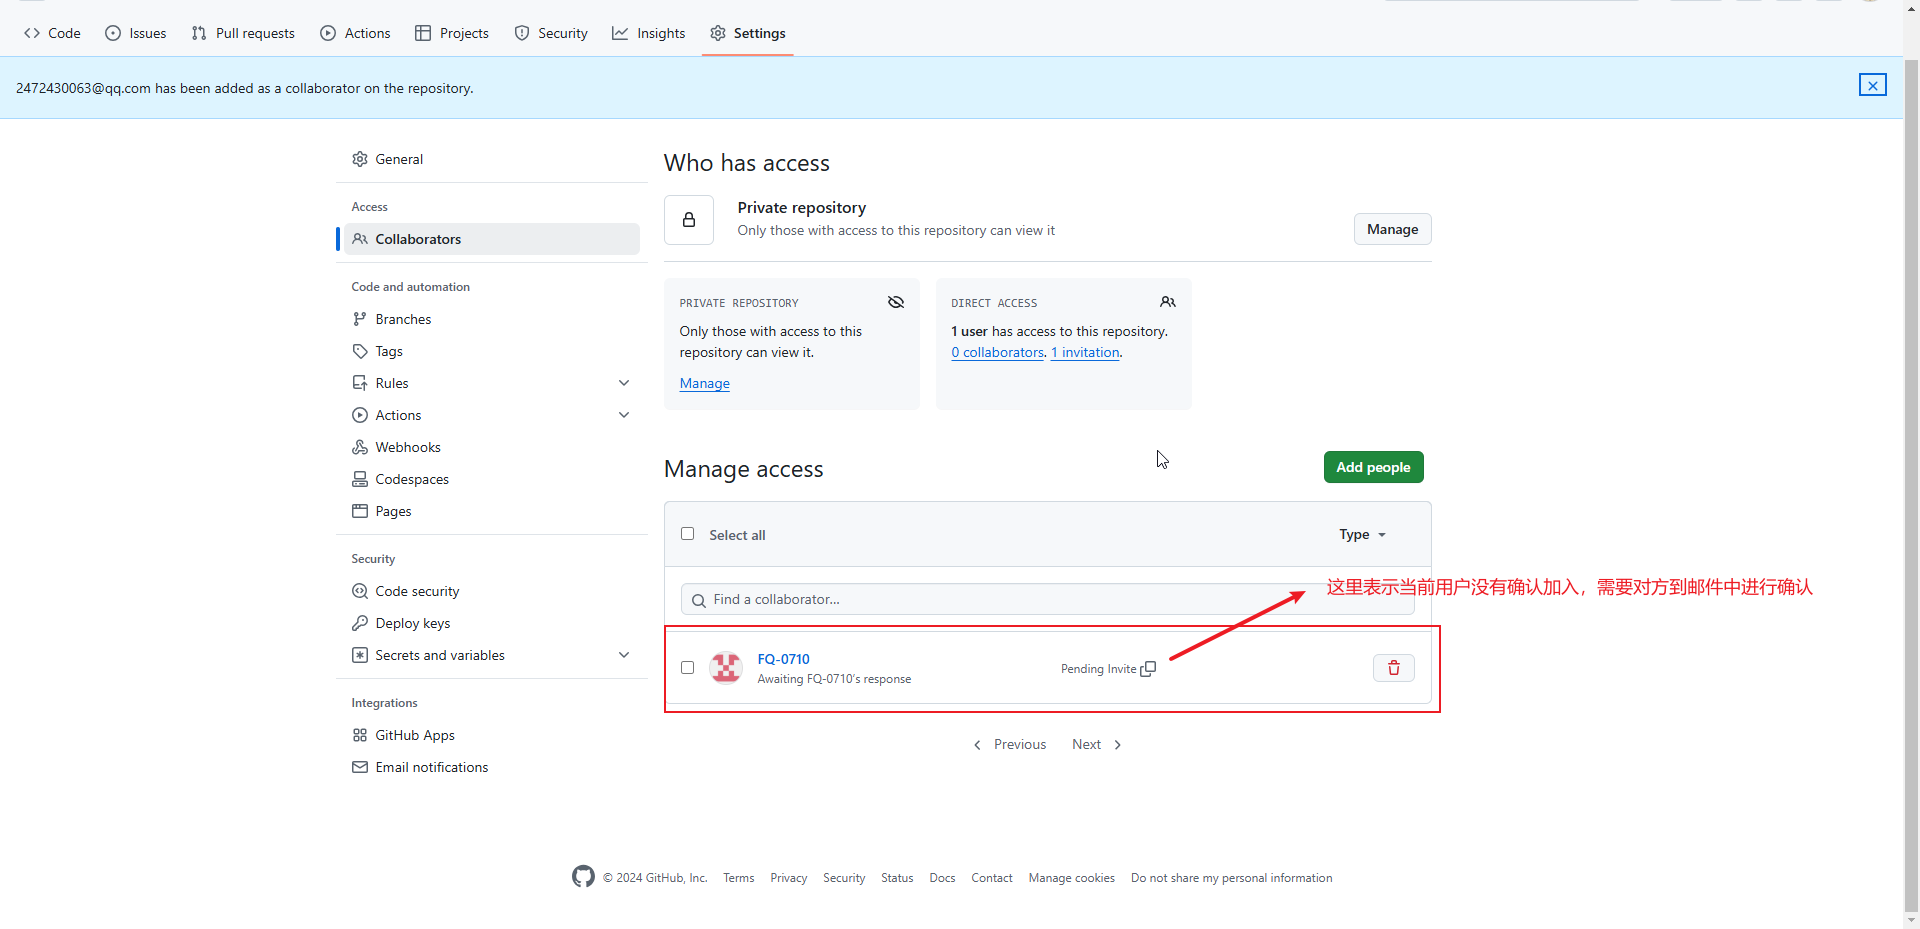 Code Issues Pull requests Actions Projects Security Insights Settings
2472430063@qq.com has been added as a collaborator on the repository.
General
Access
Collaborators
Code and automation
Branches
Tags
Rules
Actions
Webhooks
Codespaces
Pages
Security
Code security
Deploy keys
Secrets and variables
Integrations
GitHub Apps
Email notifications
Who has access
Private repository
Only those with access to this repository can view it
Manage
PRIVATE REPOSITORY
Only those with access to this
repository can view it.
Manage
DIRECT ACCESS
1 user has access to this repository.
0 collaborators. 1 invitation.
Manage access
Add people
Select all
Type
Find a collaborator...
这里表示当前用户没有确认加入，需要对方到邮件中进行确认
FQ-0710
Awaiting FQ-0710's response
Pending Invite
Previous Next
© 2024 GitHub, Inc. Terms Privacy Security Status Docs Contact Manage cookies Do not share my personal information